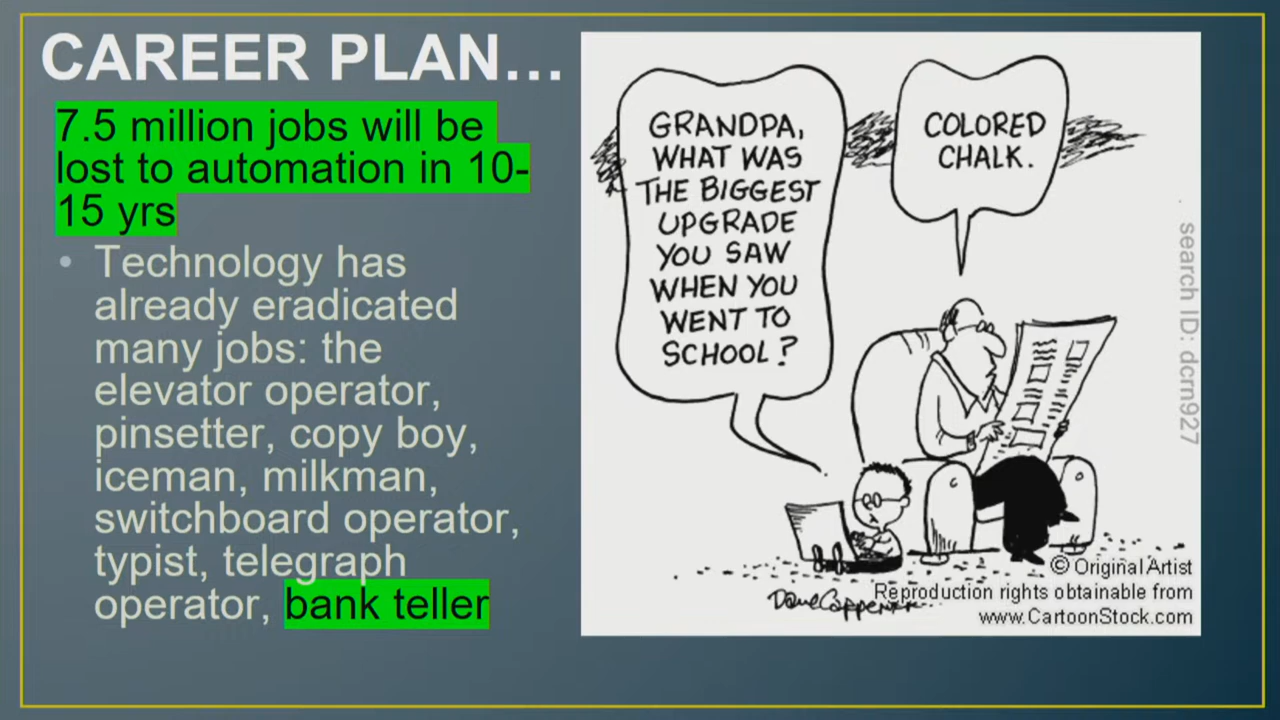 CAREER PLAN…
7.5 million jobs will be
lost to automation in 10-
15 yrs
• Technology has
already eradicated
many jobs: the
elevator operator,
pinsetter, copy boy,
iceman, milkman,
switchboard operator,
typist, telegraph
operator, bank teller
GRANDPA,
WHAT WAS
THE BIGGEST
UPGRADE
YOU SAW
WHEN YOU
WENT TO
SCHOOL?
COLORED
CHALK.
search ID: dcrn927
© Original Artist
Reproduction rights obtainable from
www.CartoonStock.com